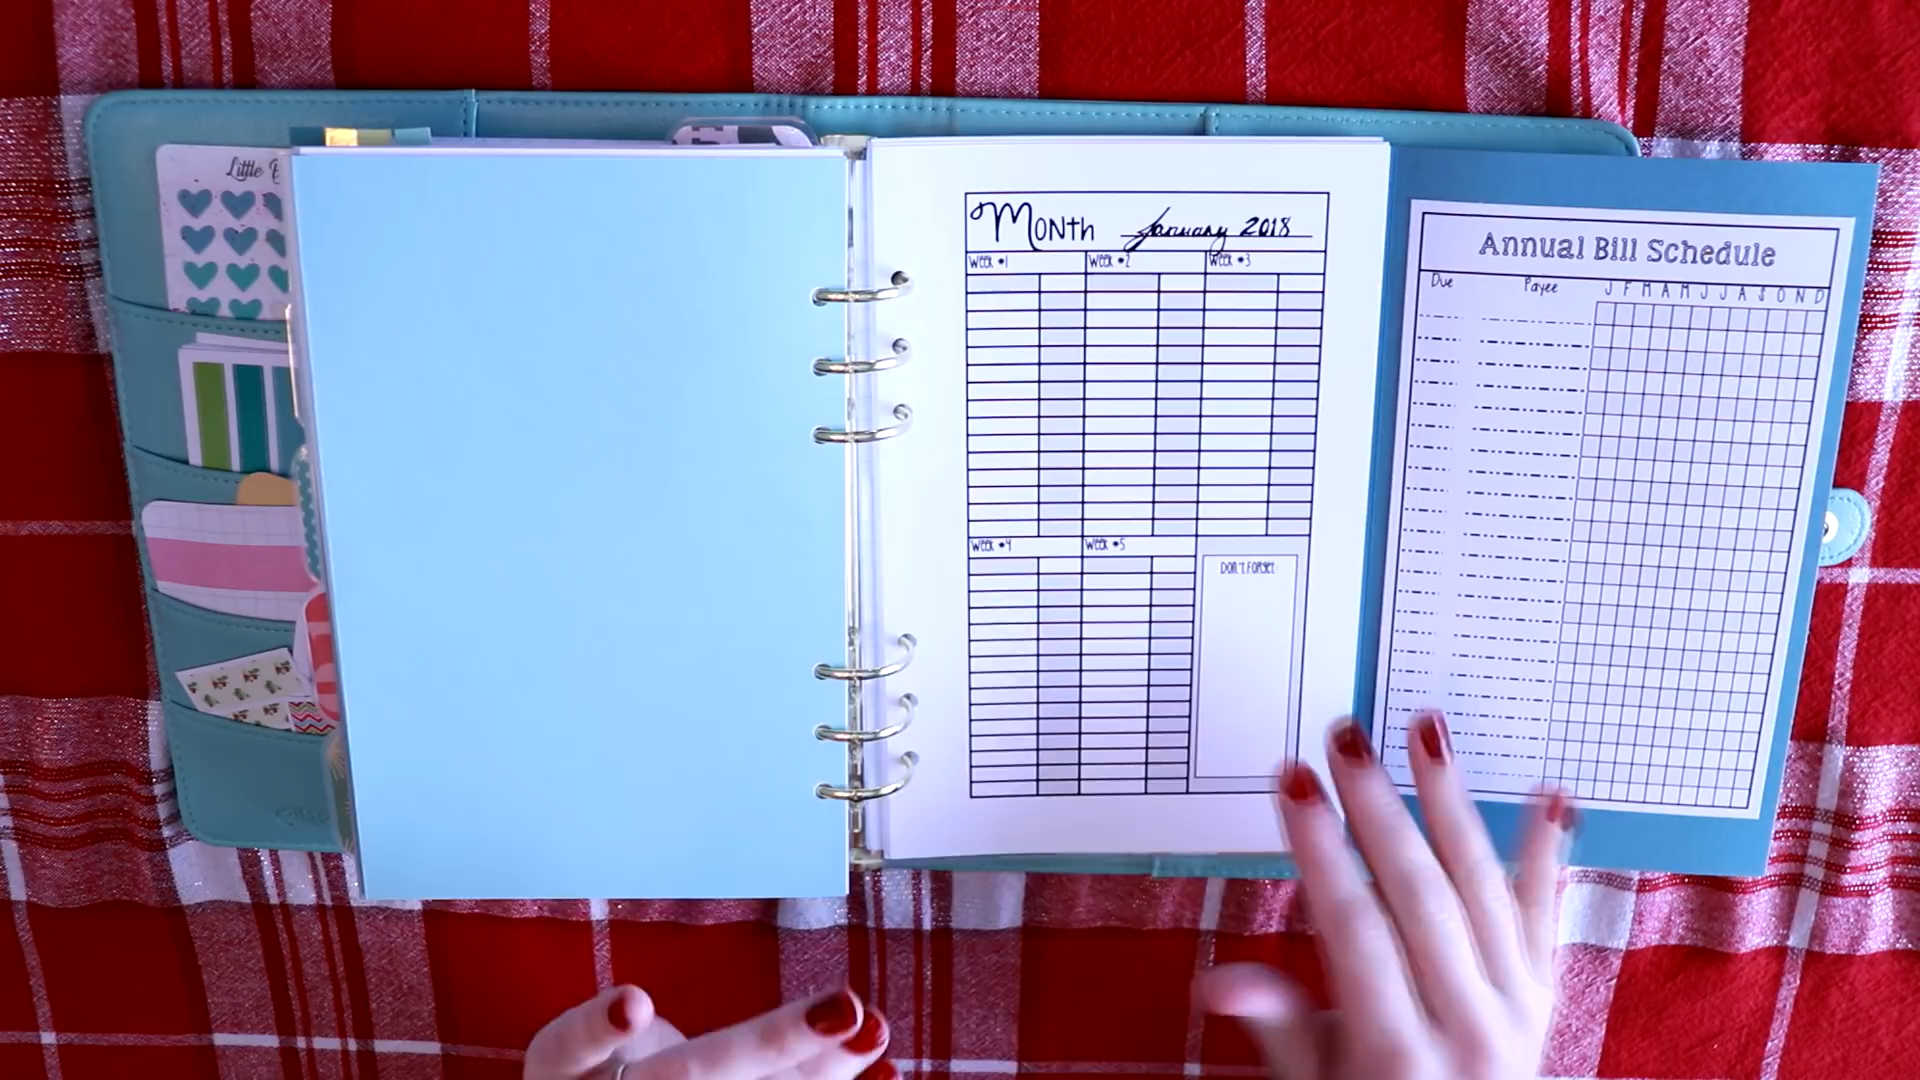 Little
Month January 2018
Week #1 Week #2 Week #3
Week #4 Week #5
Don't Forget
Annual Bill Schedule
Due Payee J F M A M J J A S O N D